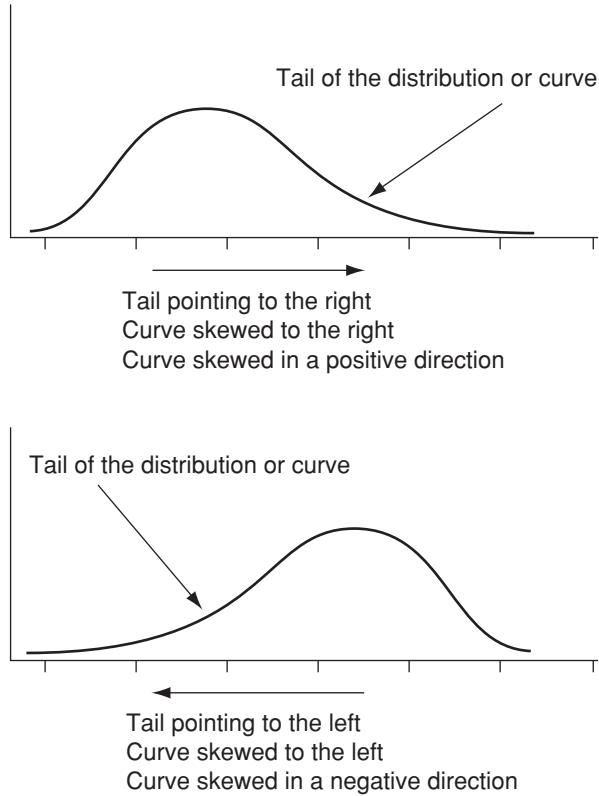 Tail of the distribution or curve
Tail pointing to the right
Curve skewed to the right
Curve skewed in a positive direction
Tail of the distribution or curve
Tail pointing to the left
Curve skewed to the left
Curve skewed in a negative direction